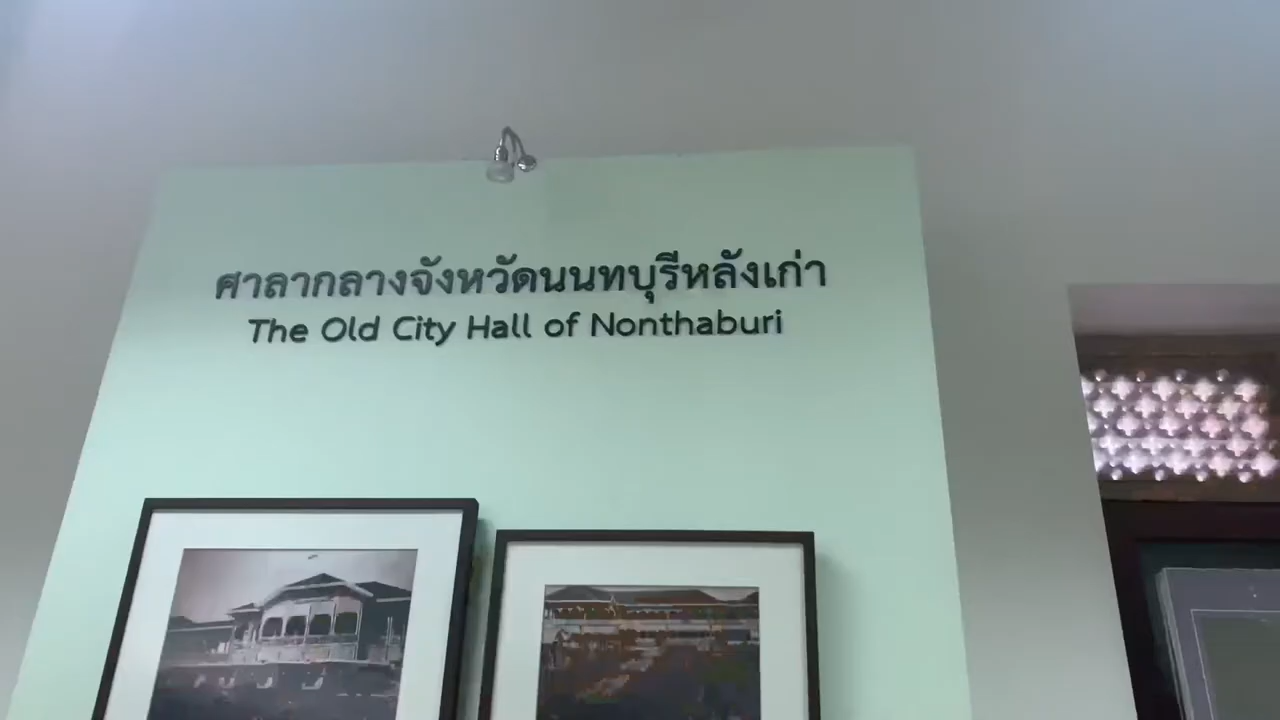 ศาลากลางจังหวัดนนทบุรีหลังเก่า
The Old City Hall of Nonthaburi